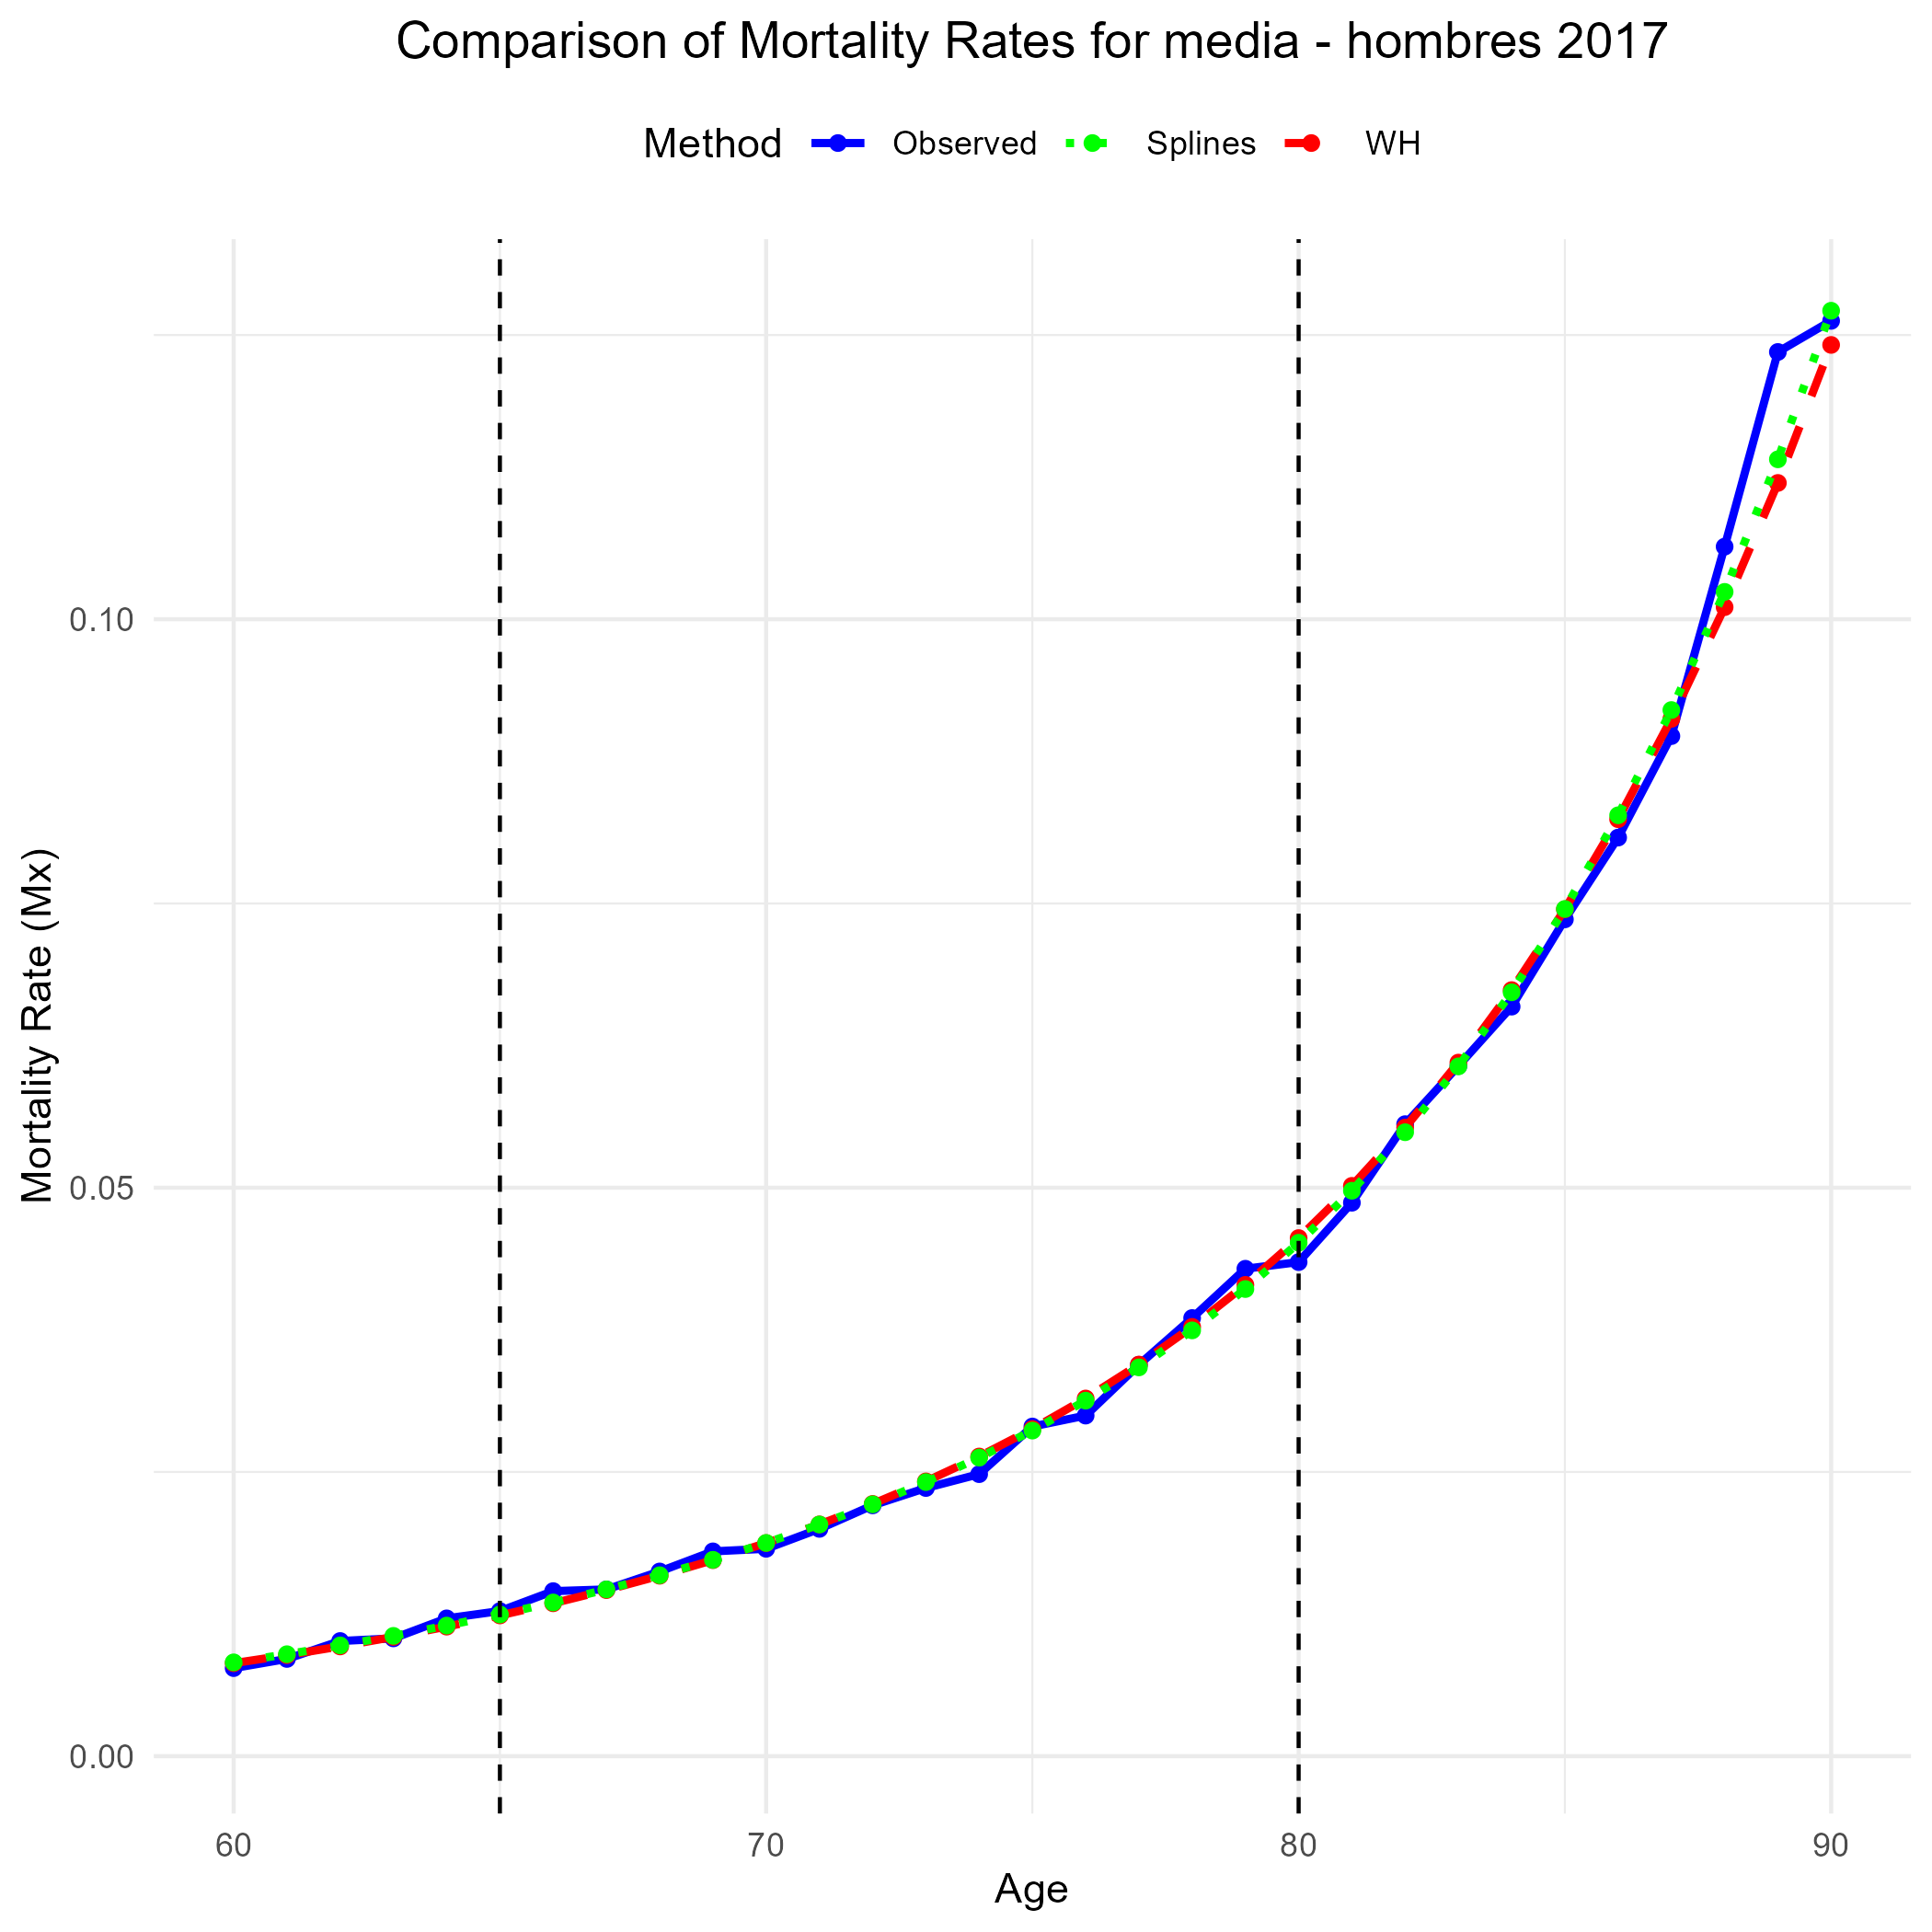 Comparison of Mortality Rates for media - hombres 2017
Method Observed Splines WH
Mortality Rate (Mx)
0.10
0.05
0.00
60 70 80 90
Age